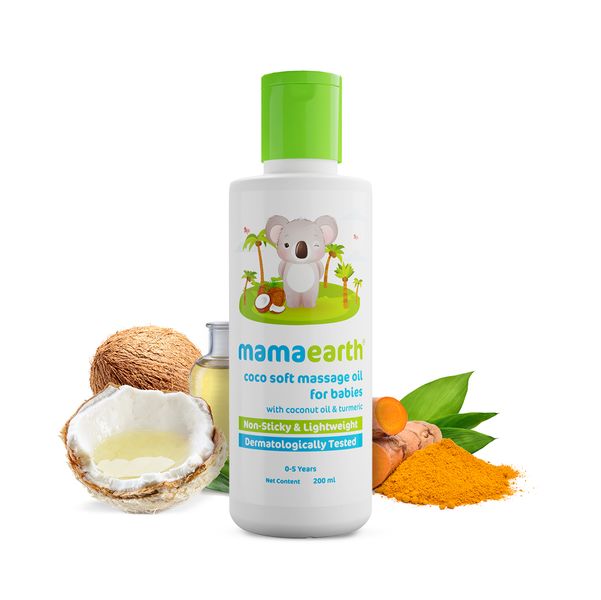 mamaearth®
coco soft massage oil
for babies
with coconut oil & turmeric
Non-Sticky & Lightweight
Dermatologically Tested
0-5 Years
Net Content 200 ml